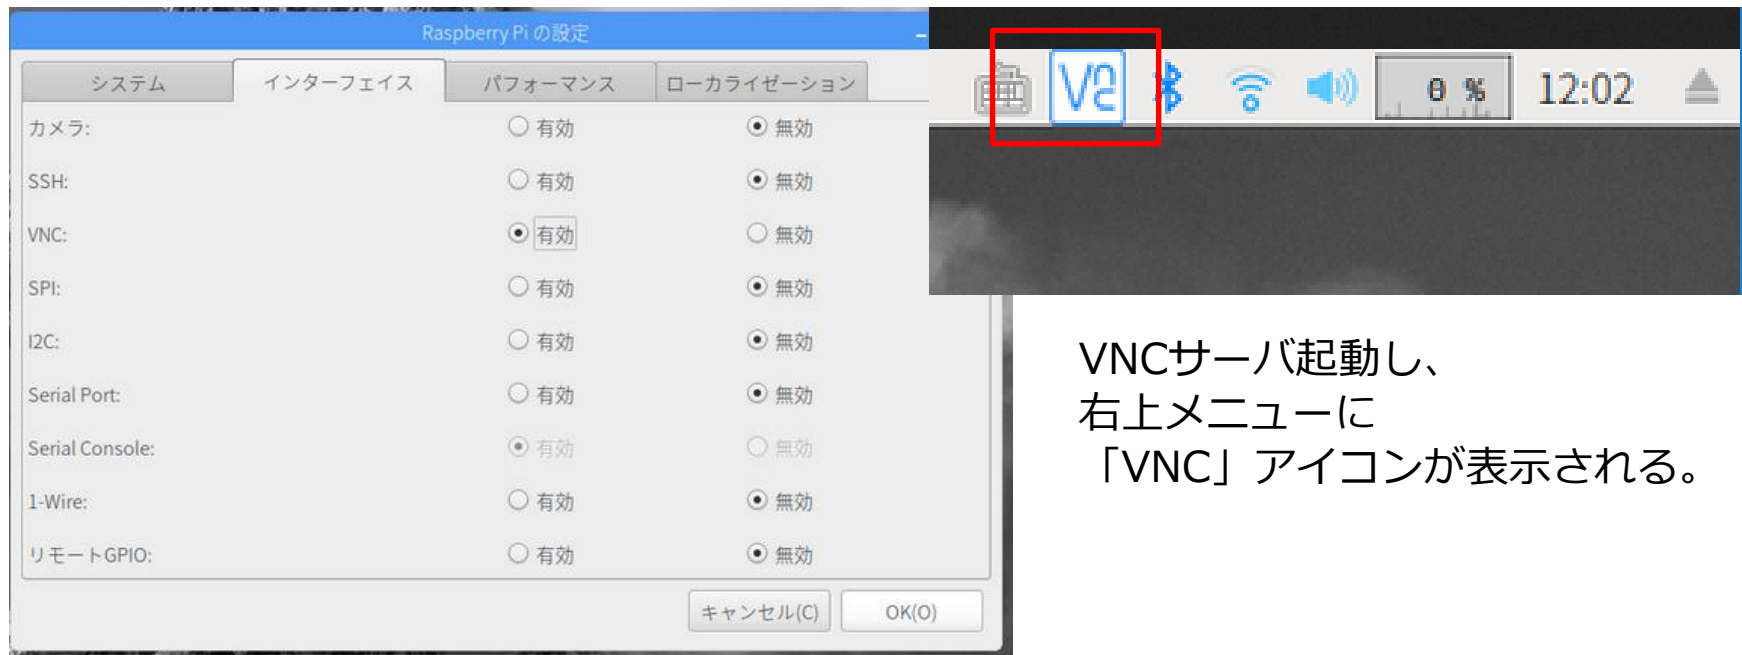 Raspberry Pi の設定
システム インターフェイス パフォーマンス ローカライゼーション
カメラ: 有効 無効
SSH: 有効 無効
VNC: 有効 無効
SPI: 有効 無効
I2C: 有効 無効
Serial Port: 有効 無効
Serial Console: 有効 無効
1-Wire: 有効 無効
リモートGPIO: 有効 無効
キャンセル(C) OK(O)
0 % 12:02
VNCサーバ起動し、
右上メニューに
「VNC」アイコンが表示される。